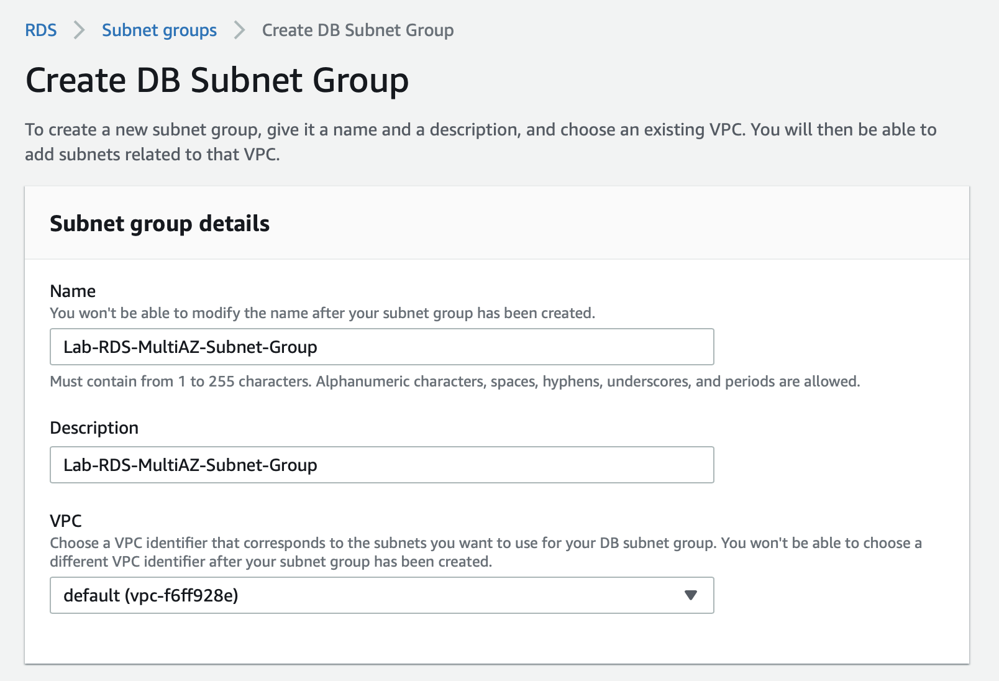 RDS > Subnet groups > Create DB Subnet Group
Create DB Subnet Group
To create a new subnet group, give it a name and a description, and choose an existing VPC. You will then be able to
add subnets related to that VPC.
Subnet group details
Name
You won't be able to modify the name after your subnet group has been created.
Lab-RDS-MultiAZ-Subnet-Group
Must contain from 1 to 255 characters. Alphanumeric characters, spaces, hyphens, underscores, and periods are allowed.
Description
Lab-RDS-MultiAZ-Subnet-Group
VPC
Choose a VPC identifier that corresponds to the subnets you want to use for your DB subnet group. You won't be able to choose a
different VPC identifier after your subnet group has been created.
default (vpc-f6ff928e)